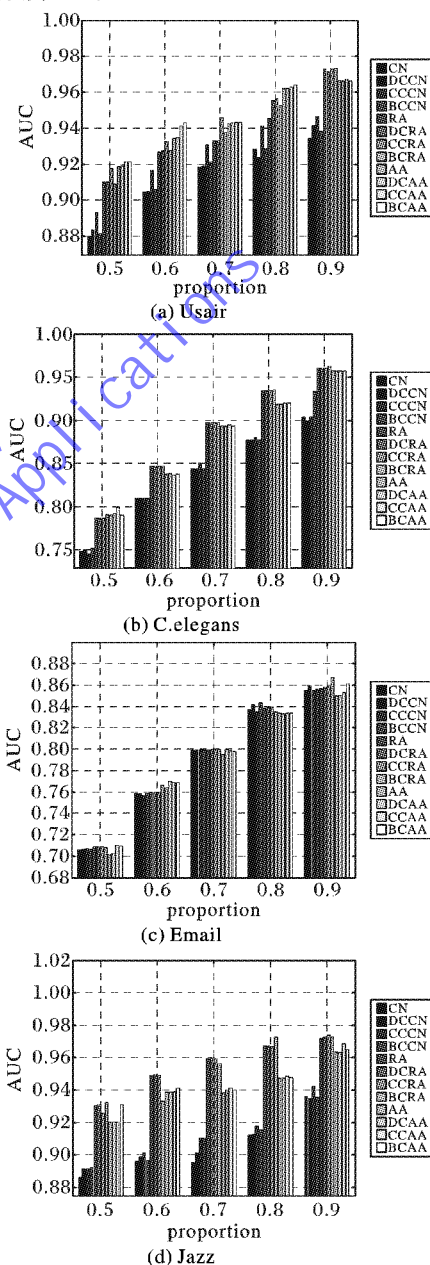 1.00
0.98
0.96
0.94
0.92
0.90
0.88
AUC
0.5 0.6 0.7 0.8 0.9
proportion
(a) Usair
CN
DCCN
CCCN
BCCN
RA
DCRA
CCRA
BCRA
AA
DCAA
CCAA
BCAA
1.00
0.95
0.90
0.85
0.80
0.75
AUC
0.5 0.6 0.7 0.8 0.9
proportion
(b) C.elegans
CN
DCCN
CCCN
BCCN
RA
DCRA
CCRA
BCRA
AA
DCAA
CCAA
BCAA
Applications
0.88
0.86
0.84
0.82
0.80
0.78
0.76
0.74
0.72
0.70
0.68
AUC
0.5 0.6 0.7 0.8 0.9
proportion
(c) Email
CN
DCCN
CCCN
BCCN
RA
DCRA
CCRA
BCRA
AA
DCAA
CCAA
BCAA
1.02
1.00
0.98
0.96
0.94
0.92
0.90
0.88
AUC
0.5 0.6 0.7 0.8 0.9
proportion
(d) Jazz
CN
DCCN
CCCN
BCCN
RA
DCRA
CCRA
BCRA
AA
DCAA
CCAA
BCAA